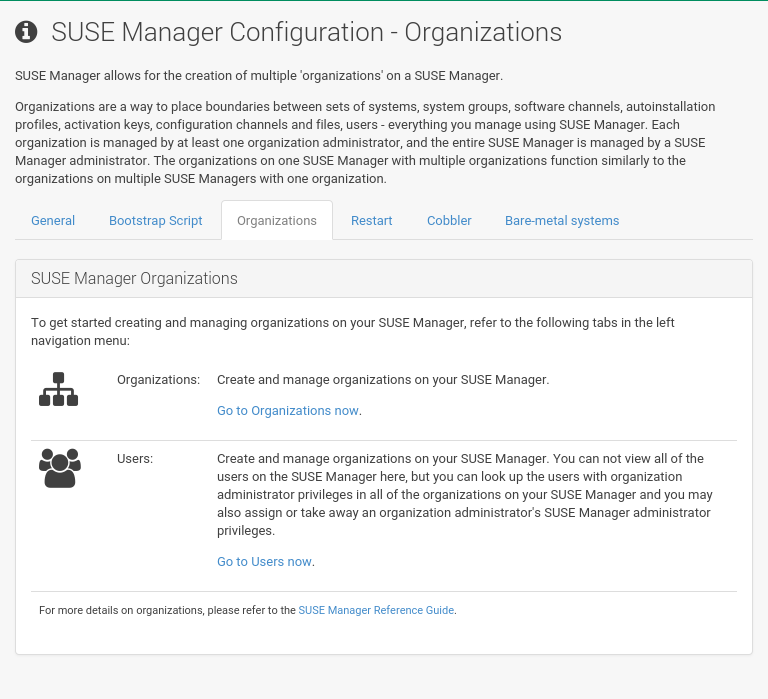 SUSE Manager Configuration - Organizations
SUSE Manager allows for the creation of multiple 'organizations' on a SUSE Manager.
Organizations are a way to place boundaries between sets of systems, system groups, software channels, autoinstallation
profiles, activation keys, configuration channels and files, users - everything you manage using SUSE Manager. Each
organization is managed by at least one organization administrator, and the entire SUSE Manager is managed by a SUSE
Manager administrator. The organizations on one SUSE Manager with multiple organizations function similarly to the
organizations on multiple SUSE Managers with one organization.
General Bootstrap Script Organizations Restart Cobbler Bare-metal systems
SUSE Manager Organizations
To get started creating and managing organizations on your SUSE Manager, refer to the following tabs in the left
navigation menu:
Organizations: Create and manage organizations on your SUSE Manager.
Go to Organizations now.
Users: Create and manage organizations on your SUSE Manager. You can not view all of the
users on the SUSE Manager here, but you can look up the users with organization
administrator privileges in all of the organizations on your SUSE Manager and you may
also assign or take away an organization administrator's SUSE Manager administrator
privileges.
Go to Users now.
For more details on organizations, please refer to the SUSE Manager Reference Guide.